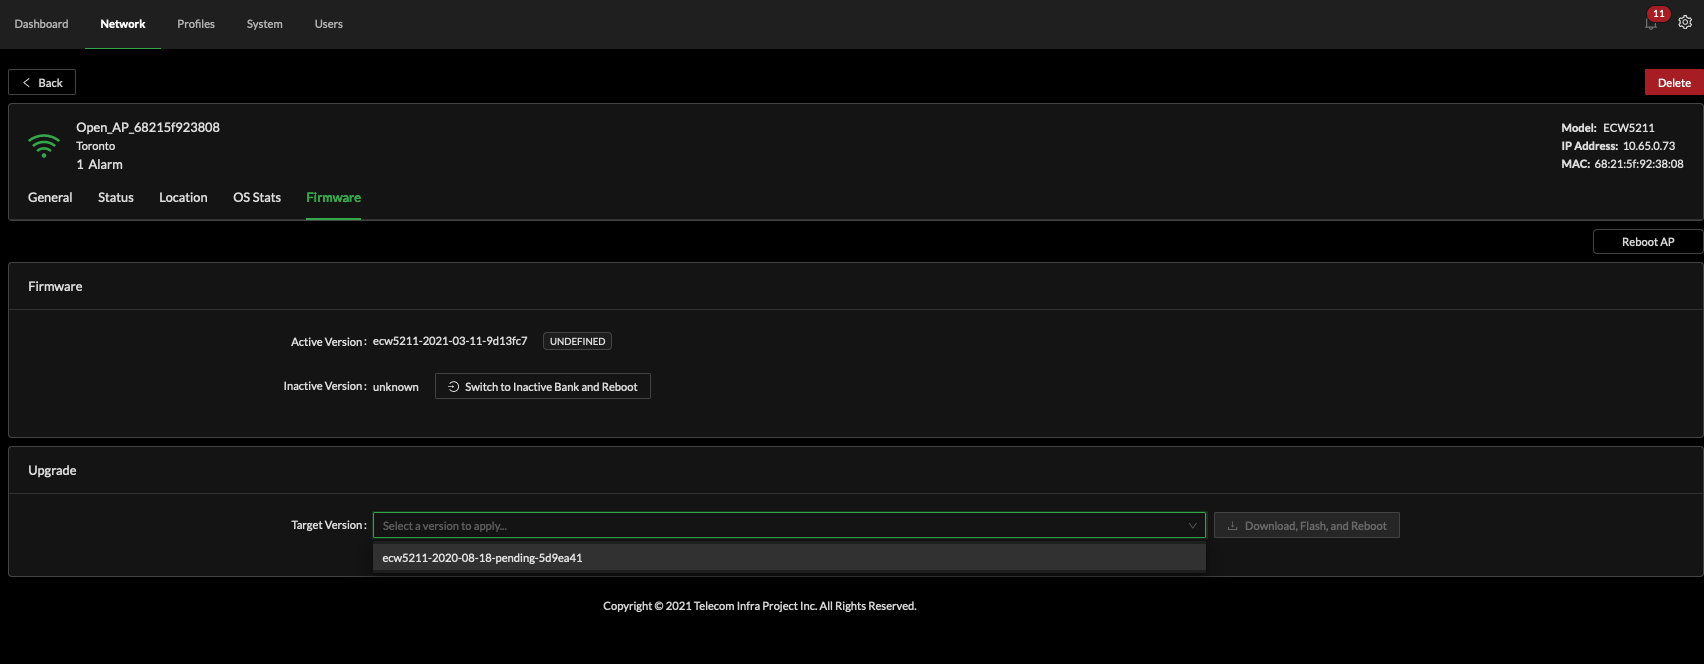 Dashboard Network Profiles System Users 11
Back Delete
Open_AP_68215f923808
Toronto
1 Alarm
Model: ECW5211
IP Address: 10.65.0.73
MAC: 68:21:5f:92:38:08
General Status Location OS Stats Firmware
Reboot AP
Firmware
Active Version: ecw5211-2021-03-11-9d13fc7 UNDEFINED
Inactive Version: unknown Switch to Inactive Bank and Reboot
Upgrade
Target Version: Select a version to apply... Download, Flash, and Reboot
ecw5211-2020-08-18-pending-5d9ea41
Copyright © 2021 Telecom Infra Project Inc. All Rights Reserved.